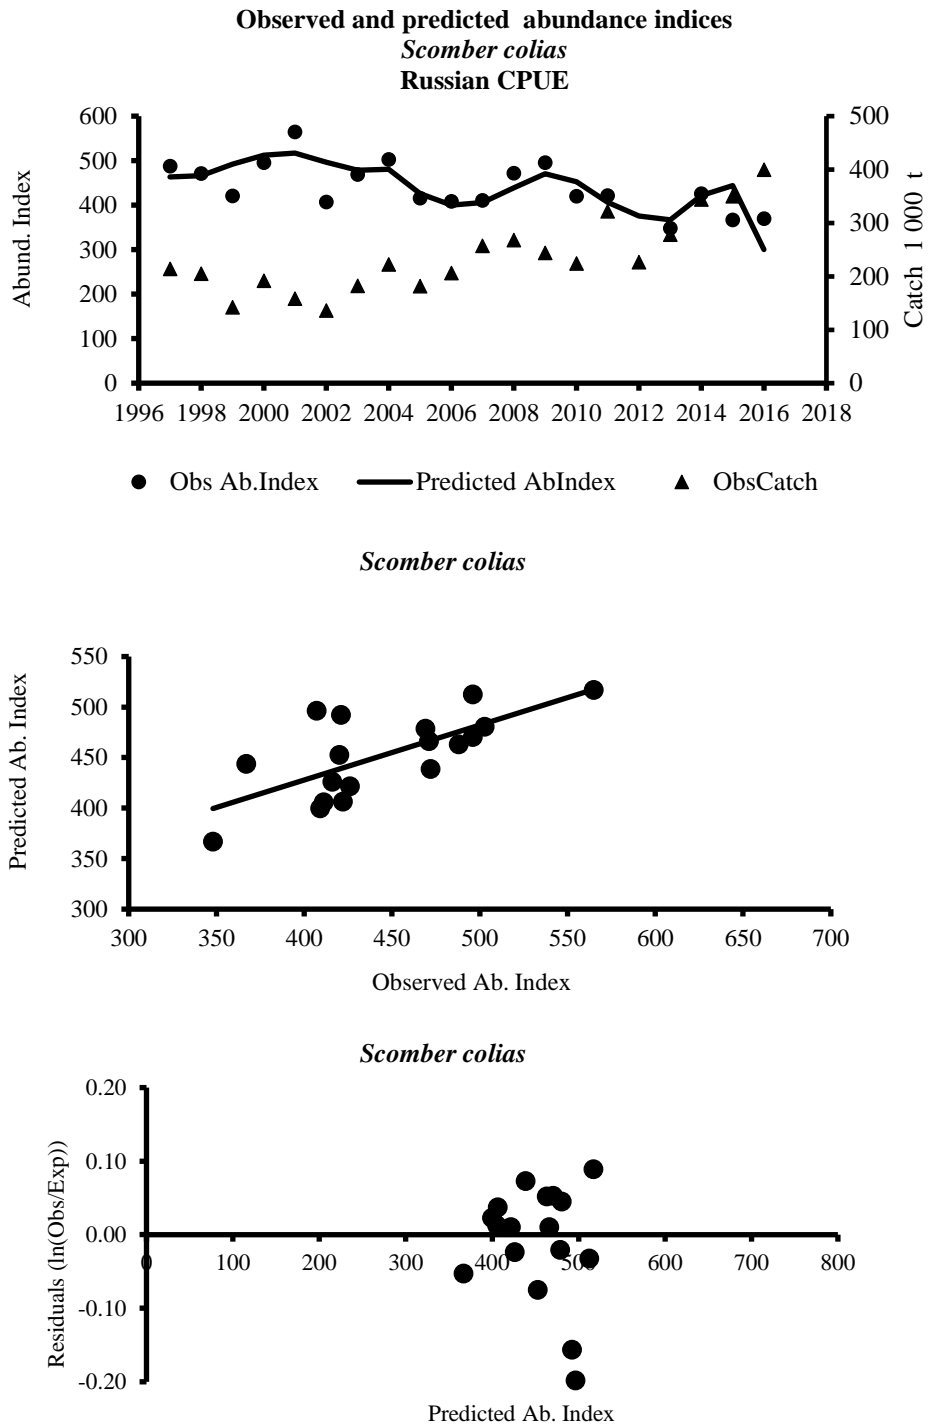 Observed and predicted abundance indices
Scomber colias
Russian CPUE
600
500
400
300
200
100
0
Abund. Index
500
400
300
200
100
0
Catch 1 000 t
1996 1998 2000 2002 2004 2006 2008 2010 2012 2014 2016 2018
Obs Ab.Index Predicted AbIndex ObsCatch
Scomber colias
550
500
450
400
350
300
Predicted Ab. Index
300 350 400 450 500 550 600 650 700
Observed Ab. Index
Scomber colias
0.20
0.10
0.00
-0.10
-0.20
Residuals (ln(Obs/Exp))
0 100 200 300 400 500 600 700 800
Predicted Ab. Index